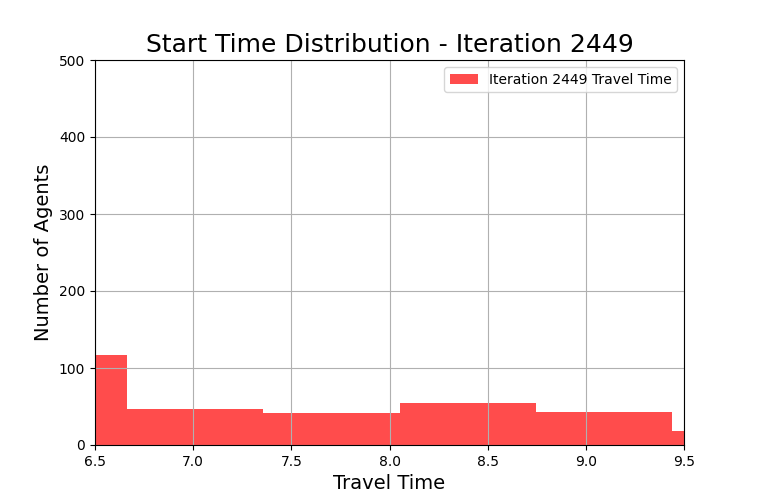 Start Time Distribution - Iteration 2449
Iteration 2449 Travel Time
Number of Agents
500
400
300
200
100
0
6.5 7.0 7.5 8.0 8.5 9.0 9.5
Travel Time